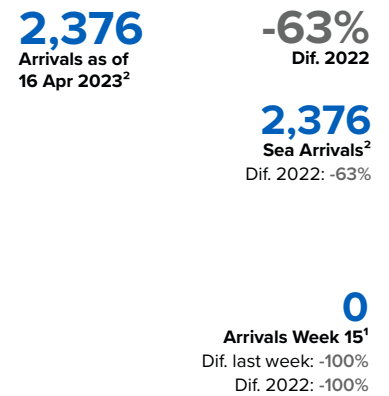 2,376
Arrivals as of
16 Apr 2023²
-63%
Dif. 2022
2,376
Sea Arrivals²
Dif. 2022: -63%
0
Arrivals Week 15¹
Dif. last week: -100%
Dif. 2022: -100%